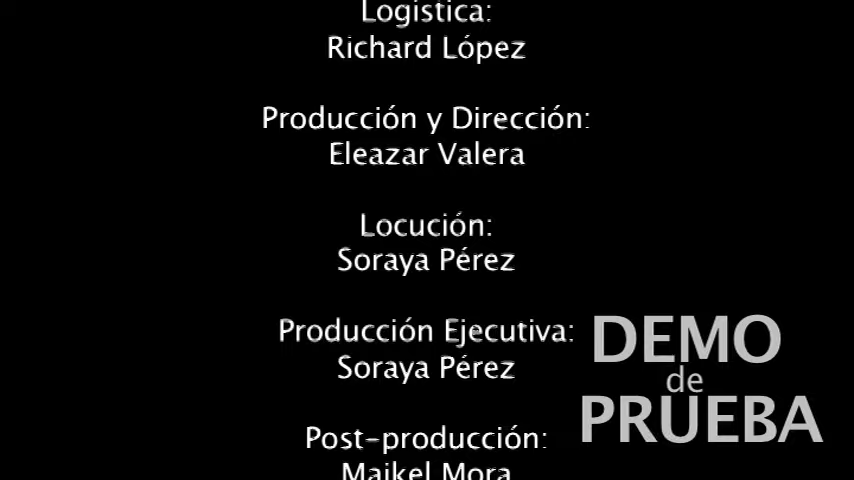 Logística:
Richard López
Producción y Dirección:
Eleazar Valera
Locución:
Soraya Pérez
Producción Ejecutiva:
Soraya Pérez
Post-producción:
Maikel Mora
DEMO
de
PRUEBA